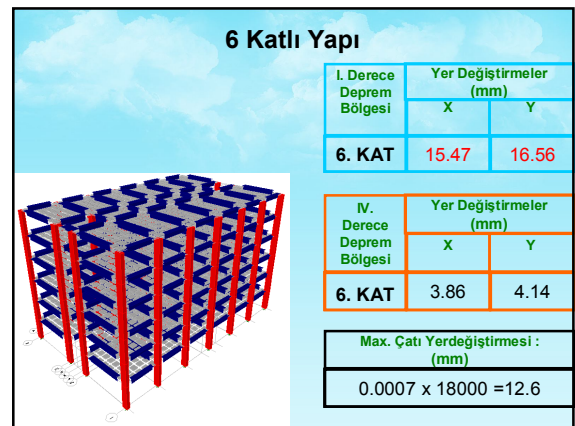 6 Katlı Yapı
I. Derece
Deprem
Bölgesi
Yer Değiştirmeler
(mm)
X Y
6. KAT 15.47 16.56
IV.
Derece
Deprem
Bölgesi
Yer Değiştirmeler
(mm)
X Y
6. KAT 3.86 4.14
Max. Çatı Yerdeğiştirmesi :
(mm)
0.0007 x 18000 =12.6